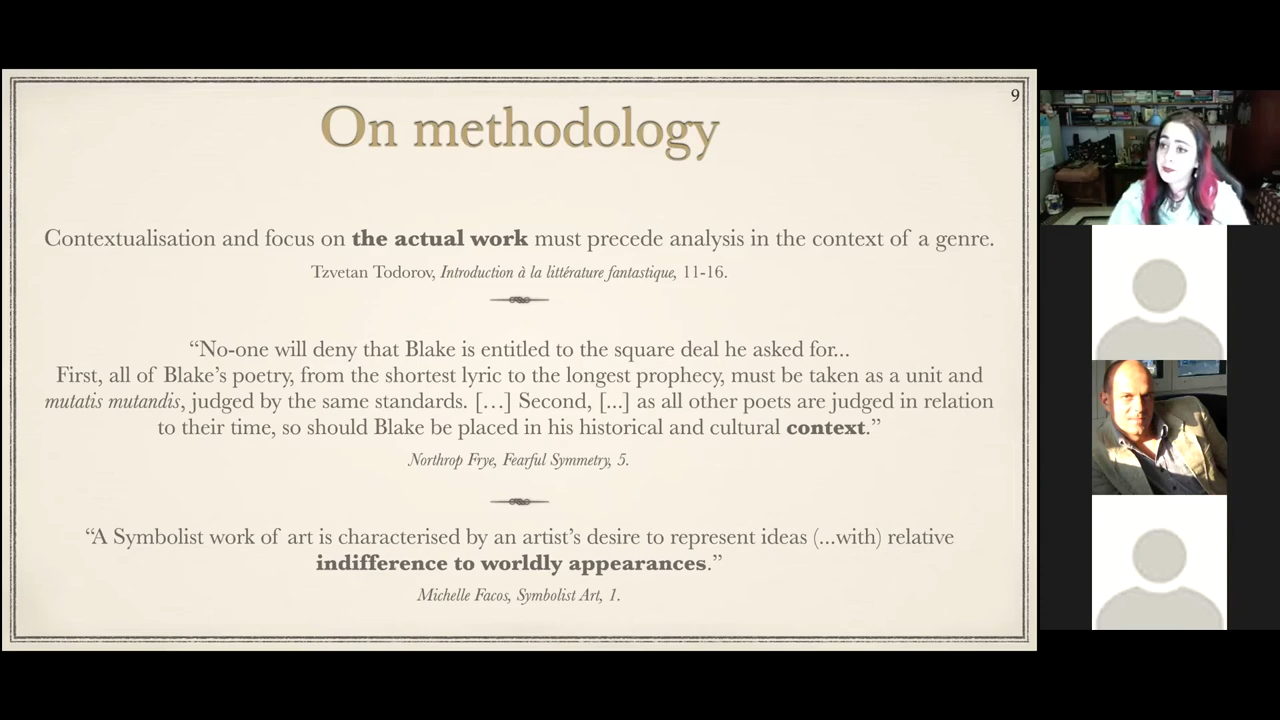 9
On methodology
Contextualisation and focus on the actual work must precede analysis in the context of a genre.
Tzvetan Todorov, Introduction à la littérature fantastique, 11-16.
“No-one will deny that Blake is entitled to the square deal he asked for...
First, all of Blake’s poetry, from the shortest lyric to the longest prophecy, must be taken as a unit and
mutatis mutandis, judged by the same standards. […] Second, [...] as all other poets are judged in relation
to their time, so should Blake be placed in his historical and cultural context.”
Northrop Frye, Fearful Symmetry, 5.
“A Symbolist work of art is characterised by an artist’s desire to represent ideas (...with) relative
indifference to worldly appearances.”
Michelle Facos, Symbolist Art, 1.